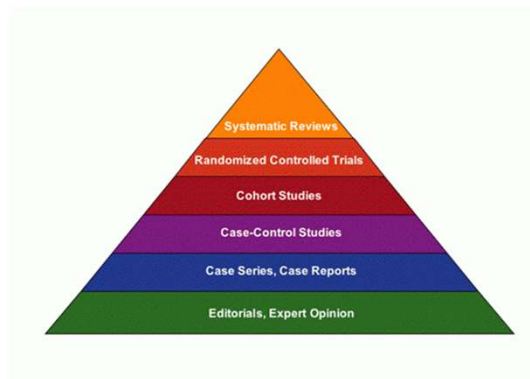 Systematic Reviews
Randomized Controlled Trials
Cohort Studies
Case-Control Studies
Case Series, Case Reports
Editorials, Expert Opinion